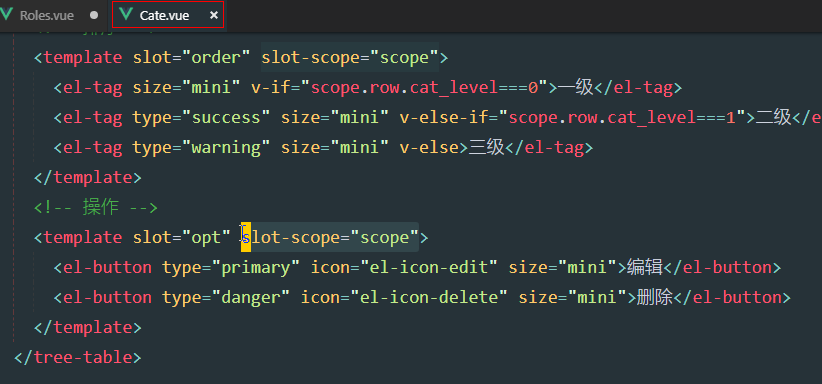 Roles.vue
Cate.vue
<template slot="order" slot-scope="scope">
<el-tag size="mini" v-if="scope.row.cat_level===0">一级</el-tag>
<el-tag type="success" size="mini" v-else-if="scope.row.cat_level===1">二级</e
<el-tag type="warning" size="mini" v-else>三级</el-tag>
</template>
<!-- 操作 -->
<template slot="opt" slot-scope="scope">
<el-button type="primary" icon="el-icon-edit" size="mini">编辑</el-button>
<el-button type="danger" icon="el-icon-delete" size="mini">删除</el-button>
</template>
</tree-table>